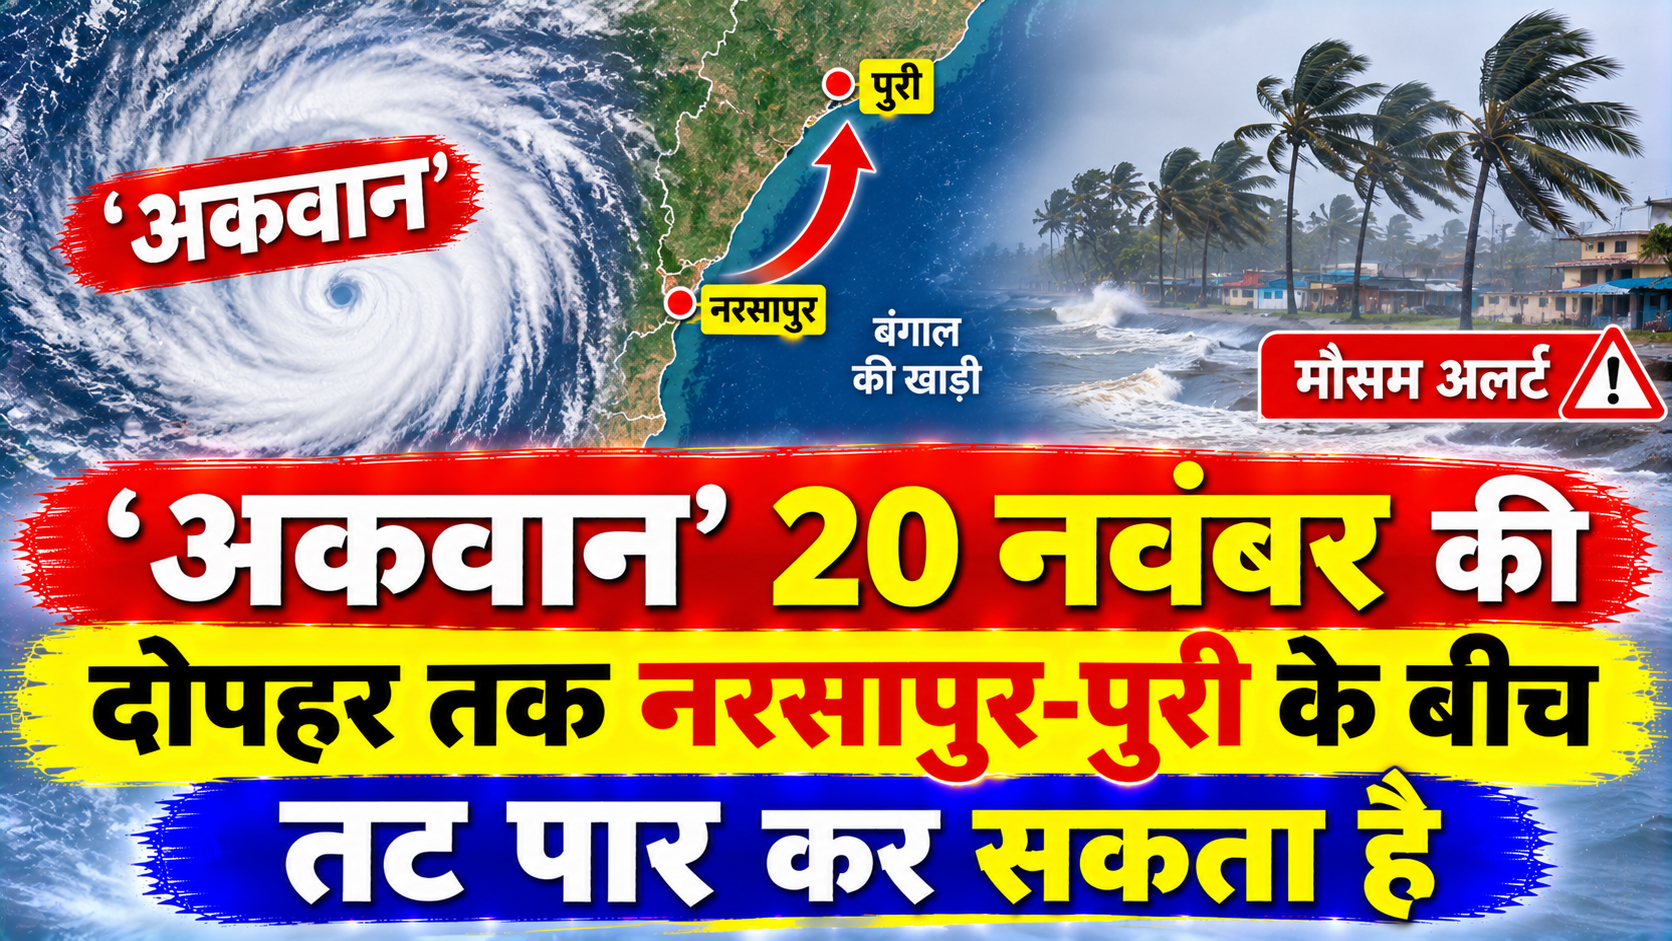 ‘अकवान’
पुरी
नरसापुर
बंगाल
की खाड़ी
मौसम अलर्ट
‘अकवान’ 20 नवंबर की
दोपहर तक नरसापुर-पुरी के बीच
तट पार कर सकता है